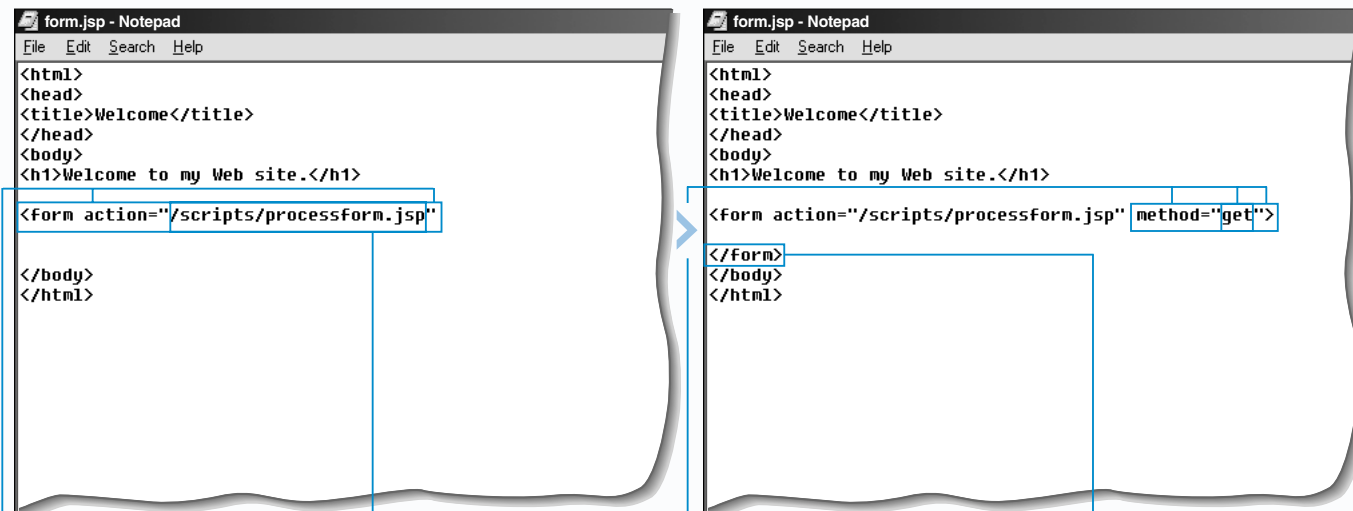 form.jsp - Notepad
File Edit Search Help
<html>
<head>
<title>Welcome</title>
</head>
<body>
<h1>Welcome to my Web site.</h1>
<form action="/scripts/processform.jsp"
</body>
</html>
form.jsp - Notepad
File Edit Search Help
<html>
<head>
<title>Welcome</title>
</head>
<body>
<h1>Welcome to my Web site.</h1>
<form action="/scripts/processform.jsp" method="get">
</form>
</body>
</html>